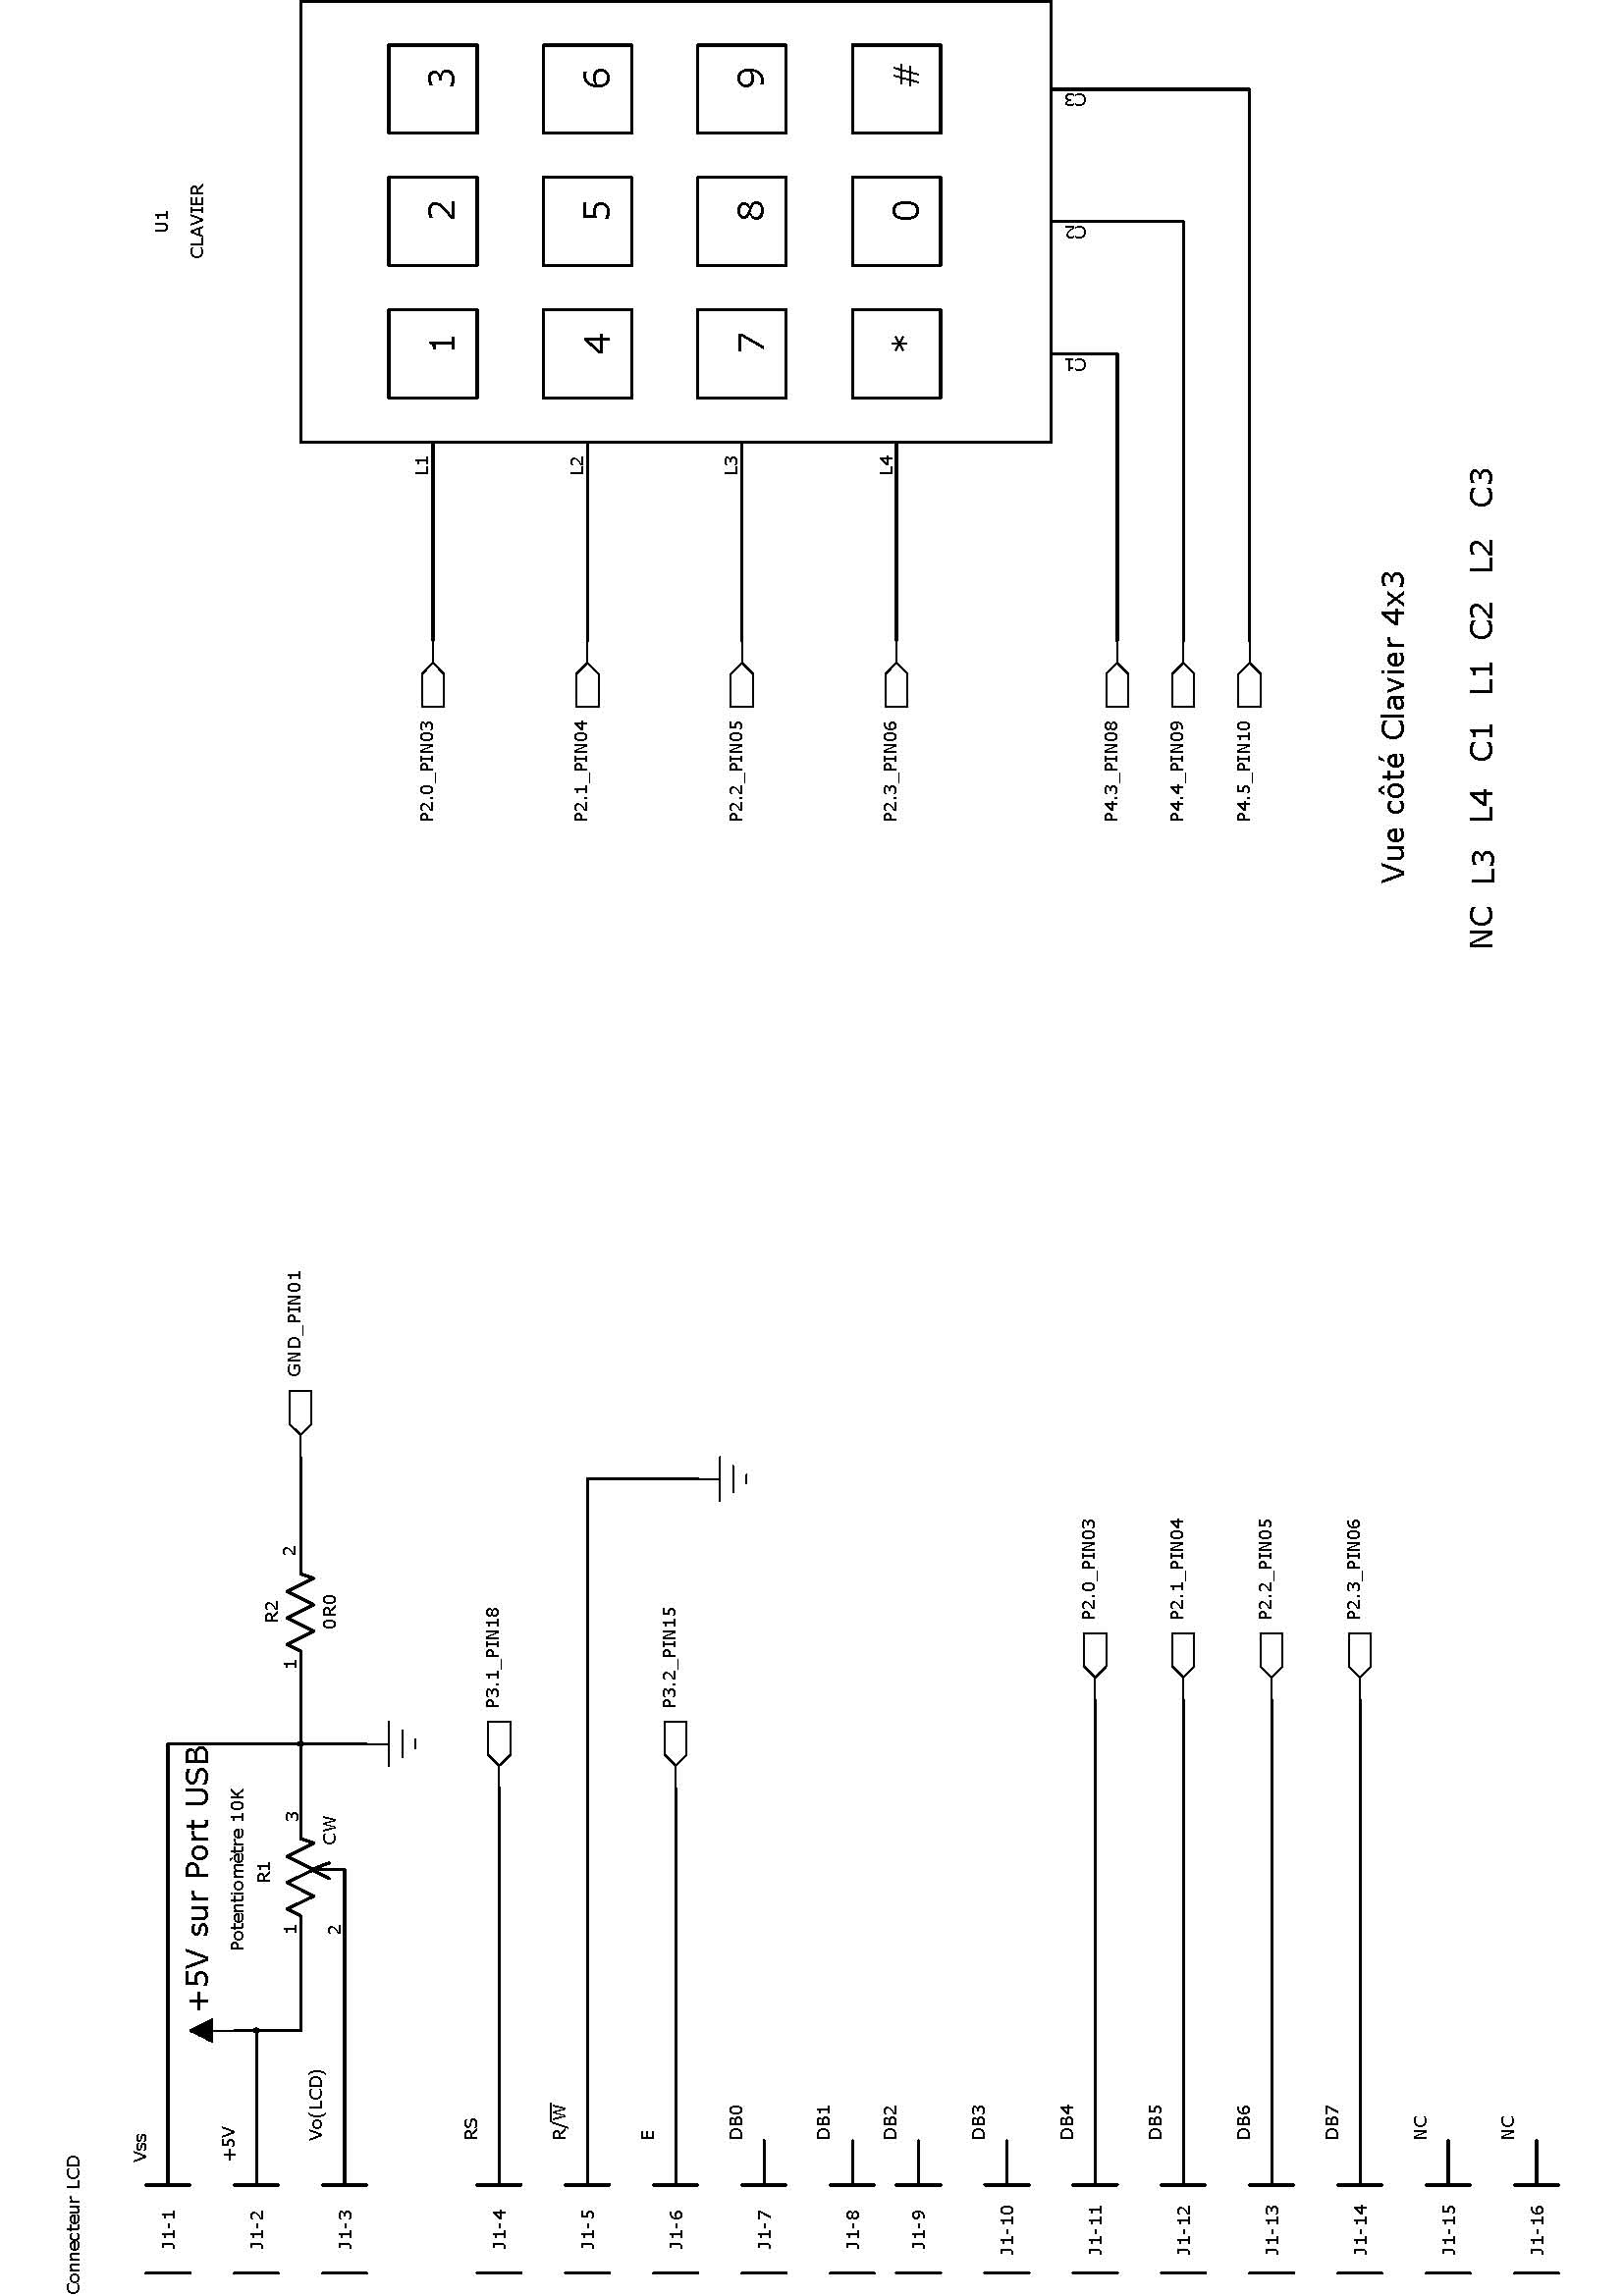 Connecteur LCD
J1-1
Vss
J1-2
+5V
+5V sur Port USB
J1-3
Vo(LCD)
Potentiomètre 10K
R1
1
2
3
CW
R2
0R0
1
2
GND_PIN01
J1-4
RS
P3.1_PIN18
J1-5
R/W
J1-6
E
P3.2_PIN15
J1-7
DB0
J1-8
DB1
J1-9
DB2
J1-10
DB3
J1-11
DB4
P2.0_PIN03
J1-12
DB5
P2.1_PIN04
J1-13
DB6
P2.2_PIN05
J1-14
DB7
P2.3_PIN06
J1-15
NC
J1-16
NC
U1
CLAVIER
P2.0_PIN03
L1
1 2 3
P2.1_PIN04
L2
4 5 6
P2.2_PIN05
L3
7 8 9
P2.3_PIN06
L4
* 0 #
C1
C2
C3
P4.3_PIN08
P4.4_PIN09
P4.5_PIN10
Vue côté Clavier 4x3
NC L3 L4 C1 L1 C2 L2 C3